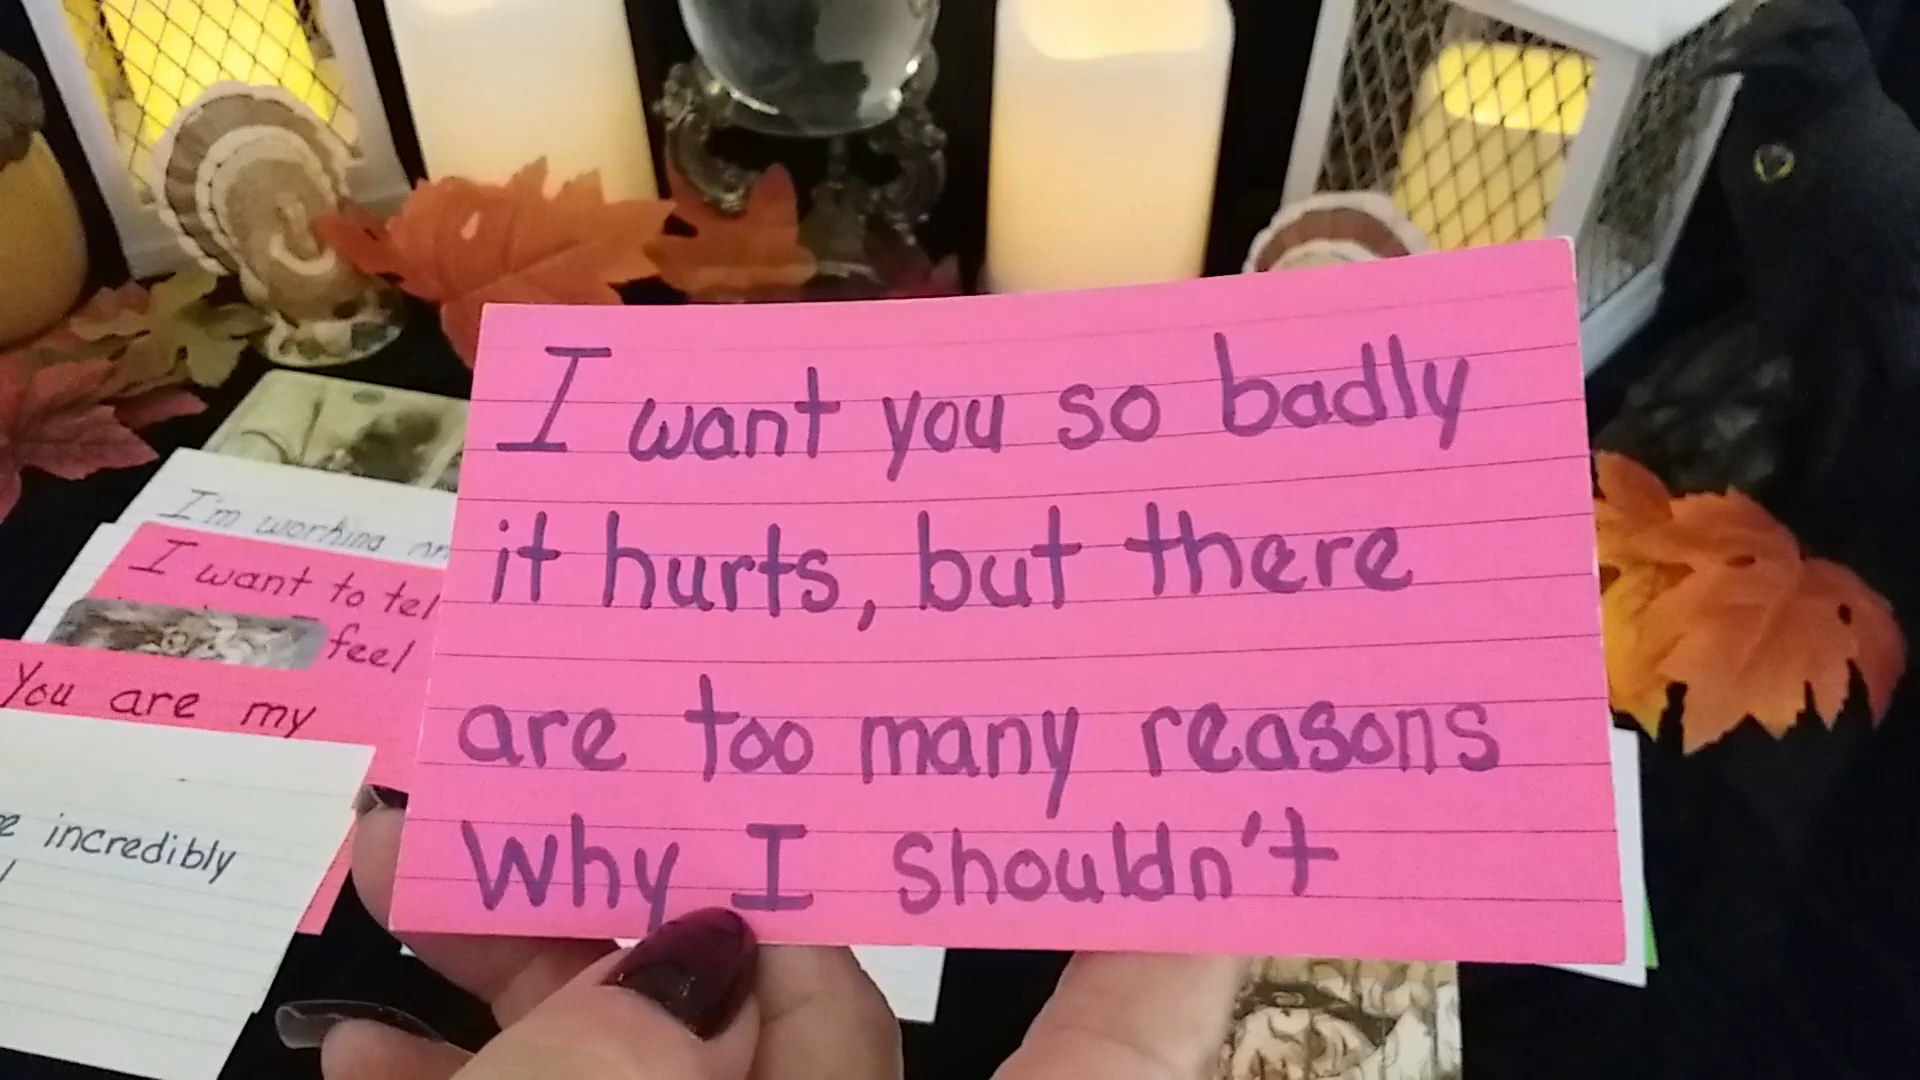 I want you so badly
it hurts, but there
are too many reasons
Why I shouldn't
I'm working on
I want to tel
feel
You are my
incredibly